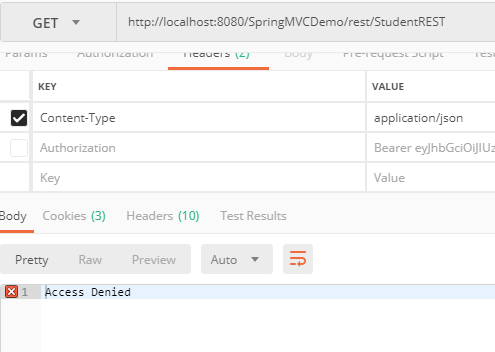 GET http://localhost:8080/SpringMVCDemo/rest/StudentREST
Params Authorization Headers (2) Body Pre-request Script Tes
KEY VALUE
Content-Type application/json
Authorization Bearer eyJhbGciOiJIUz
Key Value
Body Cookies (3) Headers (10) Test Results
Pretty Raw Preview Auto
1 Access Denied